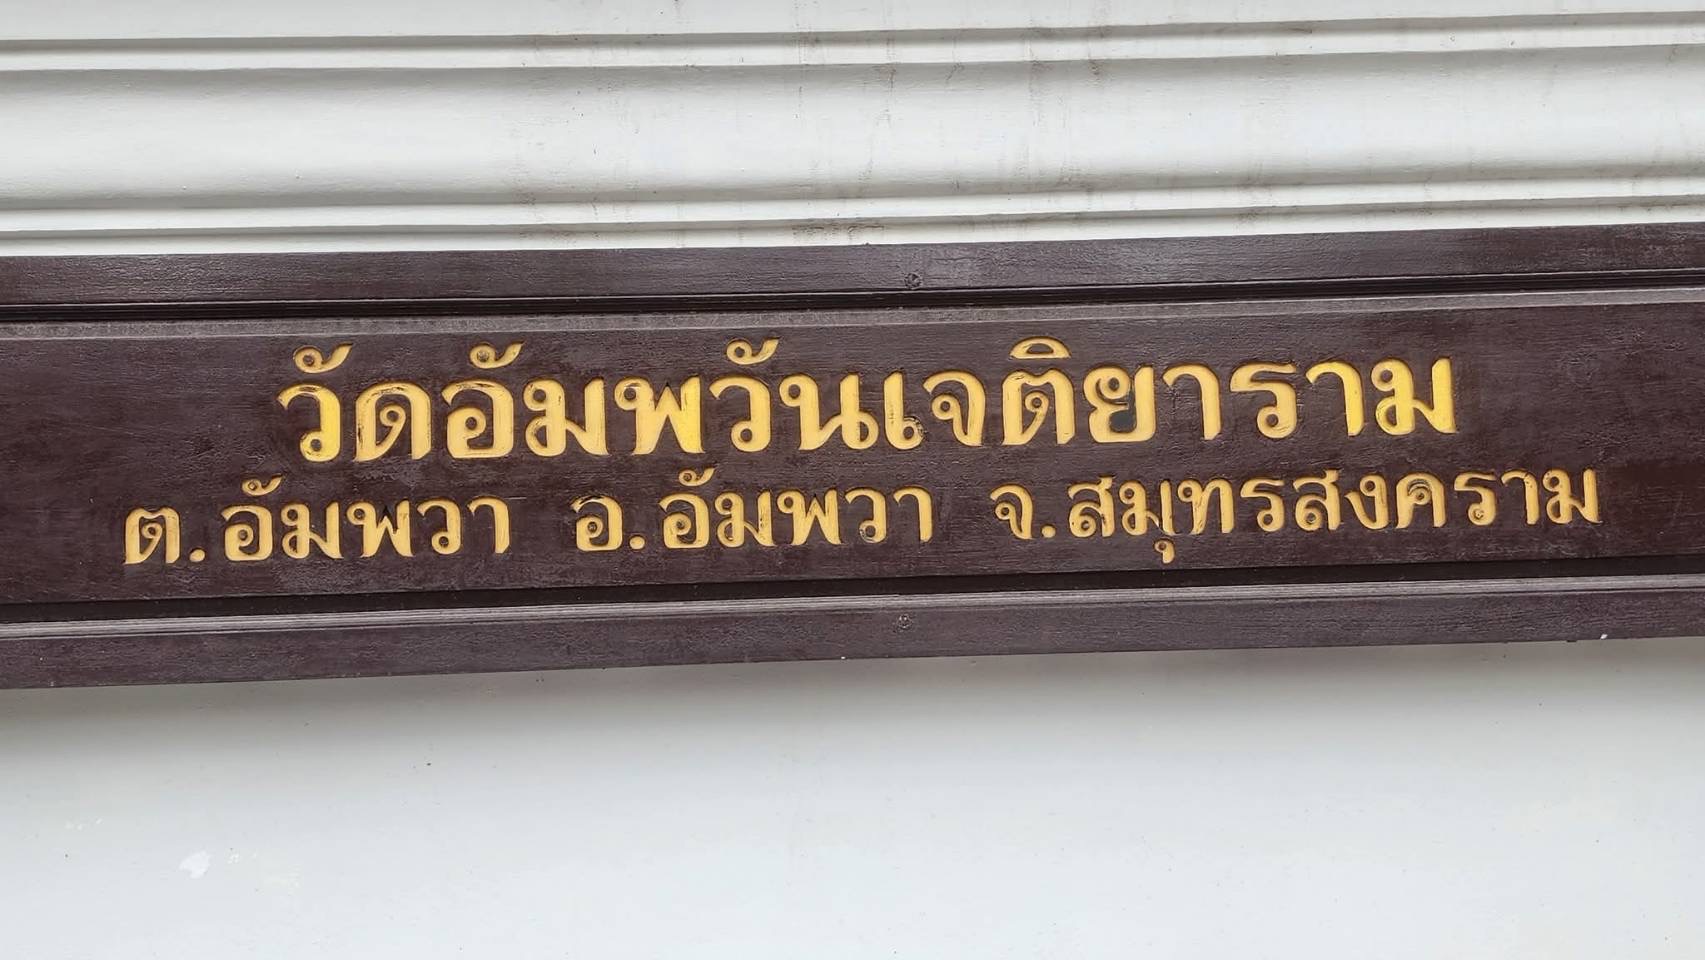 วัดอัมพวันเจติยาราม
ต.อัมพวา อ.อัมพวา จ.สมุทรสงคราม